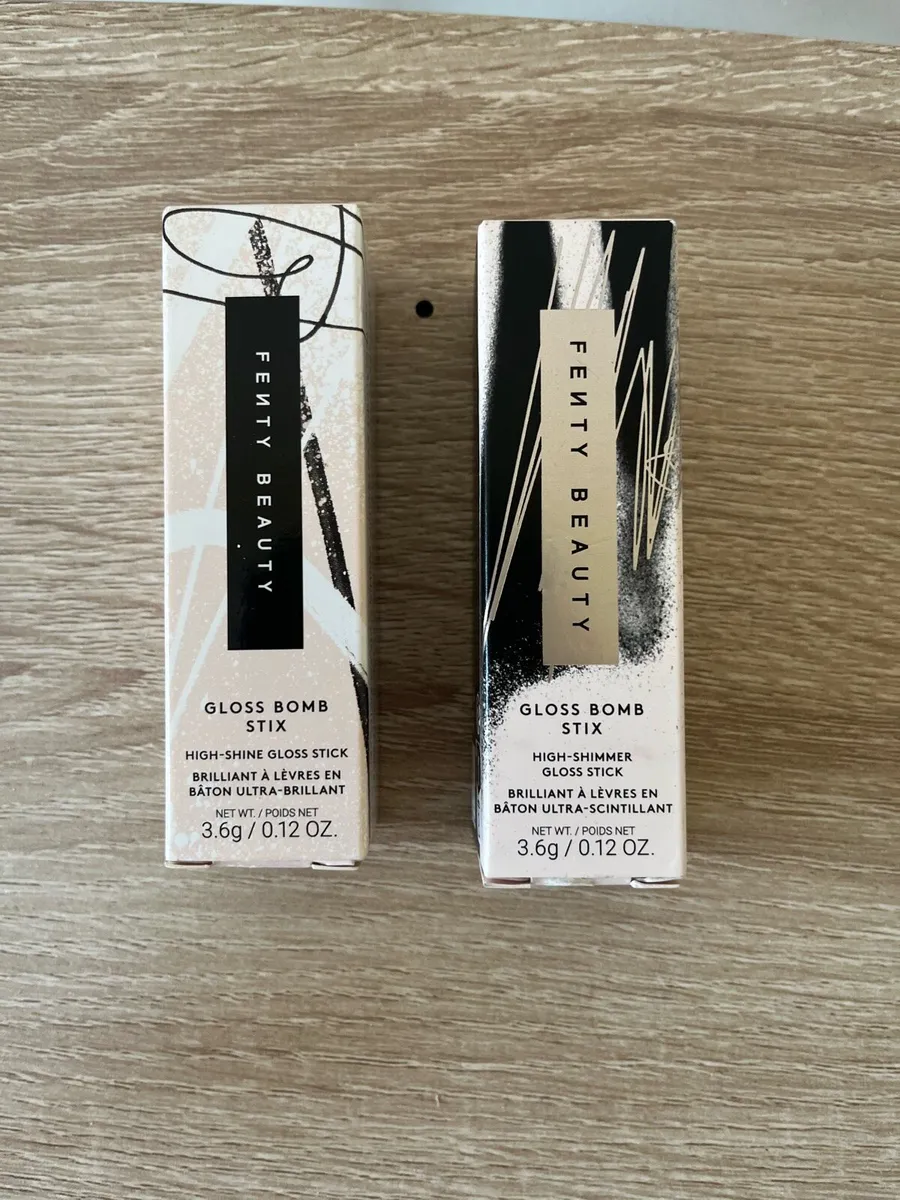 FENTY BEAUTY
GLOSS BOMB
STIX
HIGH-SHINE GLOSS STICK
BRILLIANT À LÈVRES EN
BÂTON ULTRA-BRILLANT
NET WT. / POIDS NET
3.6g / 0.12 OZ.
FENTY BEAUTY
GLOSS BOMB
STIX
HIGH-SHIMMER
GLOSS STICK
BRILLIANT À LÈVRES EN
BÂTON ULTRA-SCINTILLANT
NET WT. / POIDS NET
3.6g / 0.12 OZ.